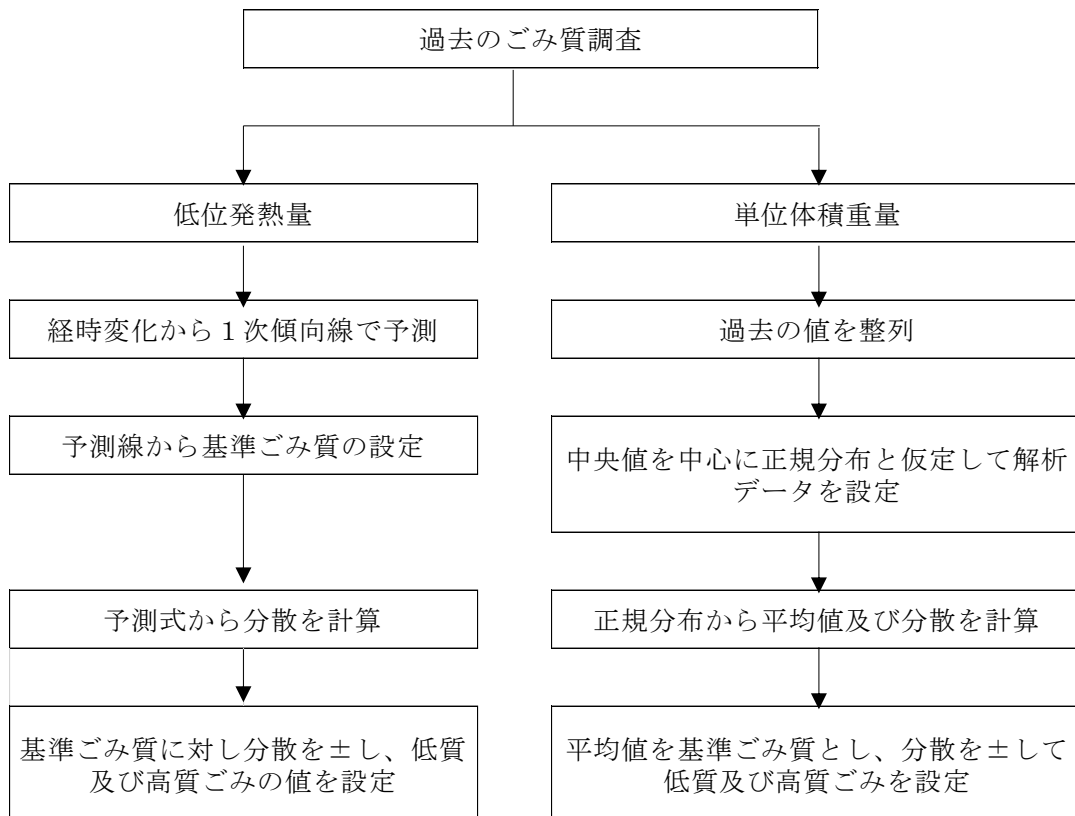 過去のごみ質調査
低位発熱量
単位体積重量
経時変化から1次傾向線で予測
過去の値を整列
予測線から基準ごみ質の設定
中央値を中心に正規分布と仮定して解析
データを設定
予測式から分散を計算
正規分布から平均値及び分散を計算
基準ごみ質に対し分散を±し、低質
及び高質ごみの値を設定
平均値を基準ごみ質とし、分散を±して
低質及び高質ごみを設定